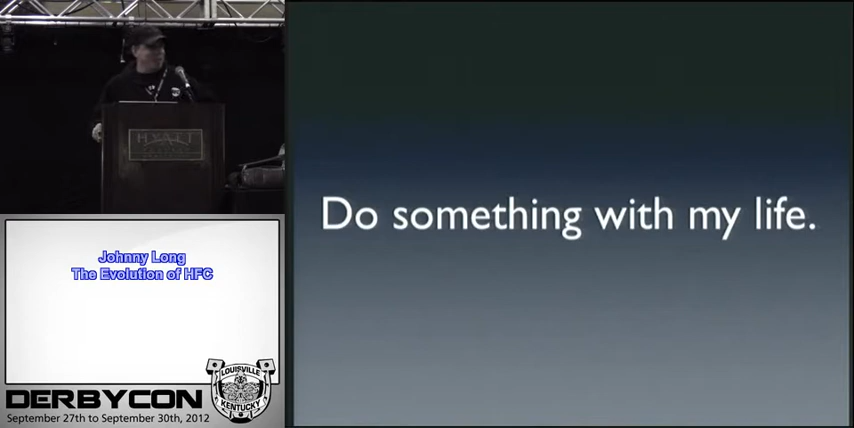 HYATT
Do something with my life.
Johnny Long
The Evolution of HFC
DERBYCON
LOUISVILLE
KENTUCKY
September 27th to September 30th, 2012